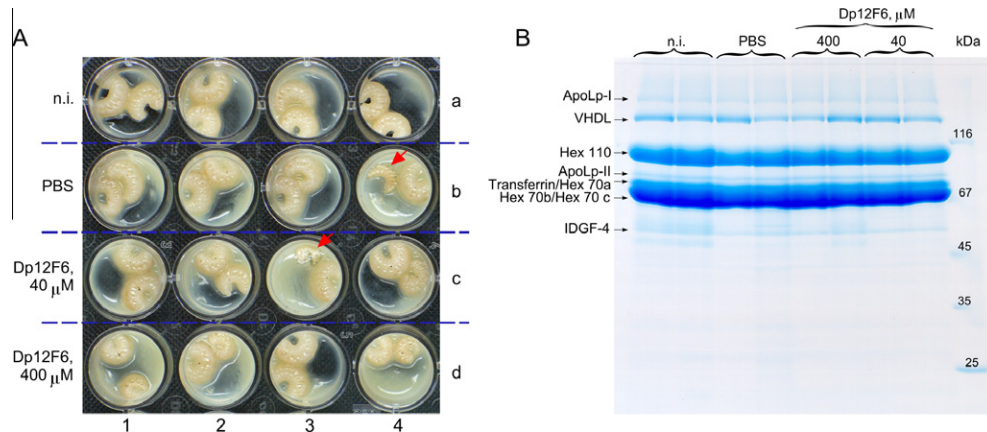 A
n.i.
a
PBS
b
Dp12F6,
40 µM
c
Dp12F6,
400 µM
d
1 2 3 4
B
Dp12F6, µM
n.i. PBS 400 40 kDa
ApoLp-I
VHDL
116
Hex 110
ApoLp-II
Transferrin/Hex 70a
Hex 70b/Hex 70 c
67
IDGF-4
45
35
25